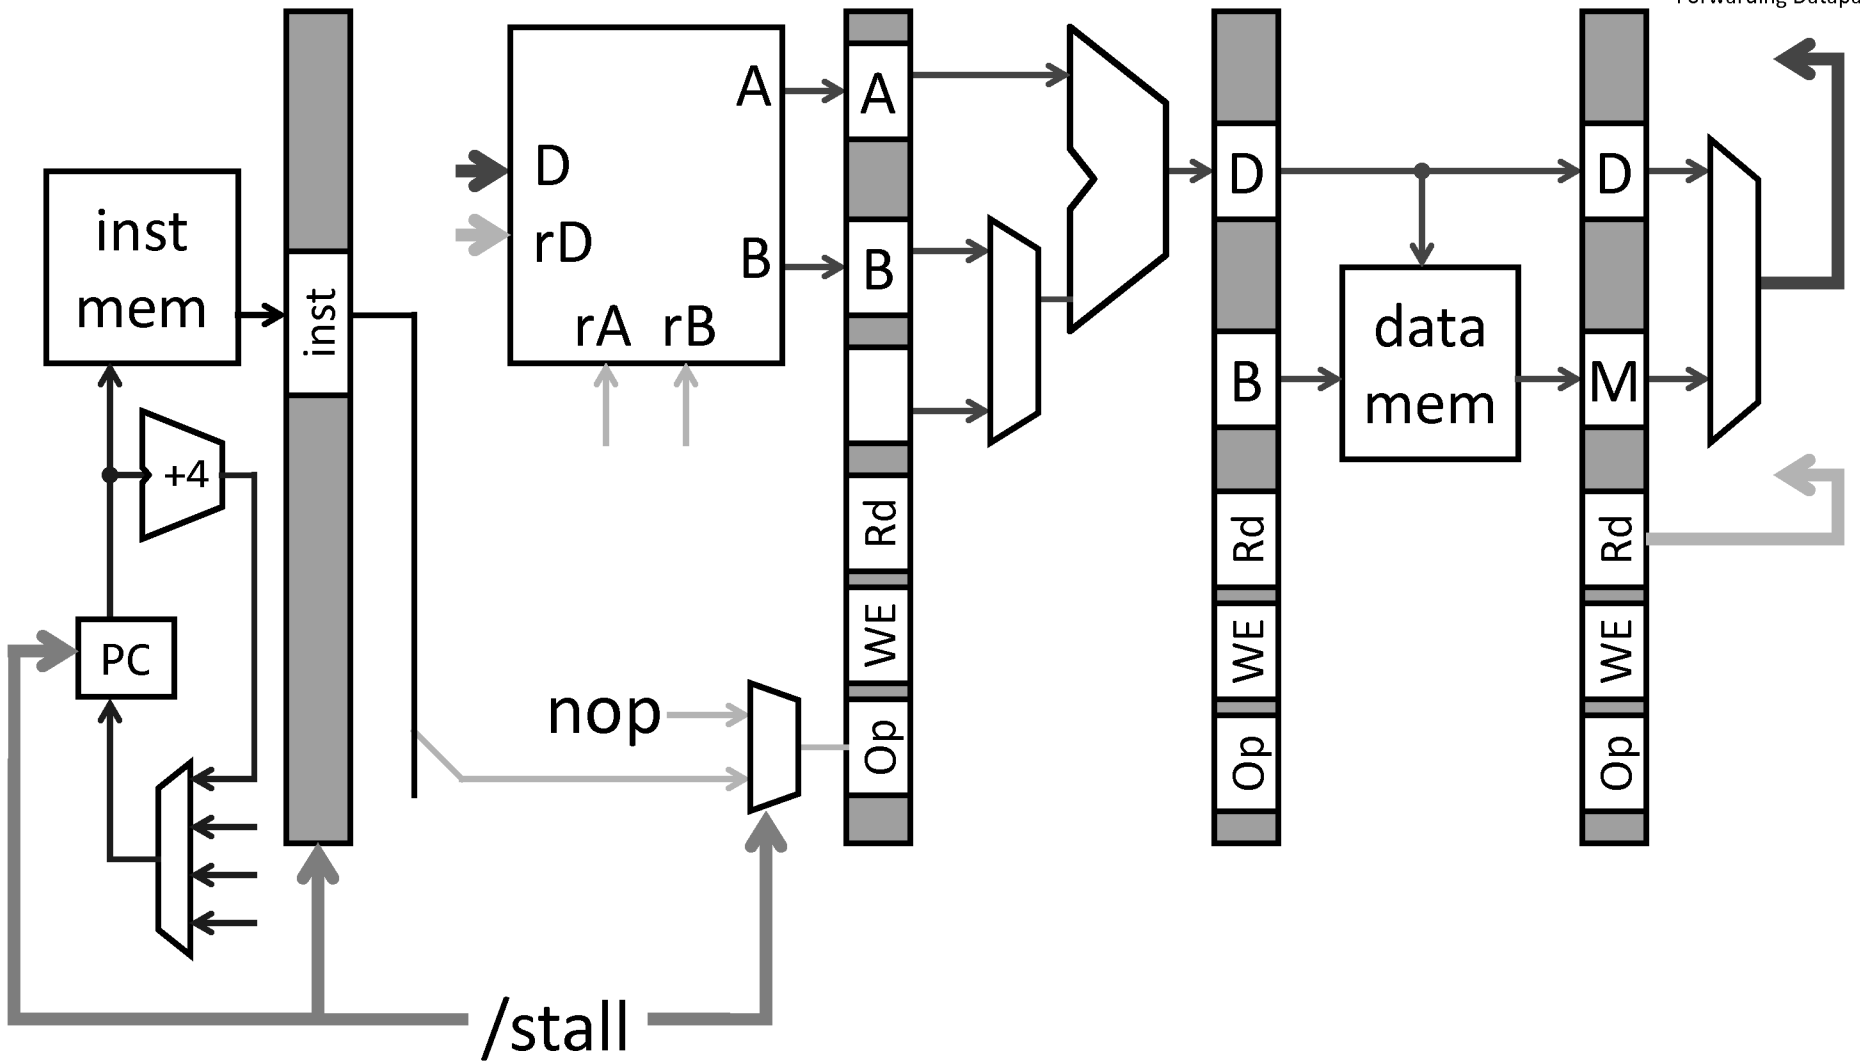 inst
mem
+4
PC
inst
D
rD
A
B
rA rB
nop
/stall
A
B
Rd
WE
Op
D
B
Rd
WE
Op
data
mem
D
M
Rd
WE
Op